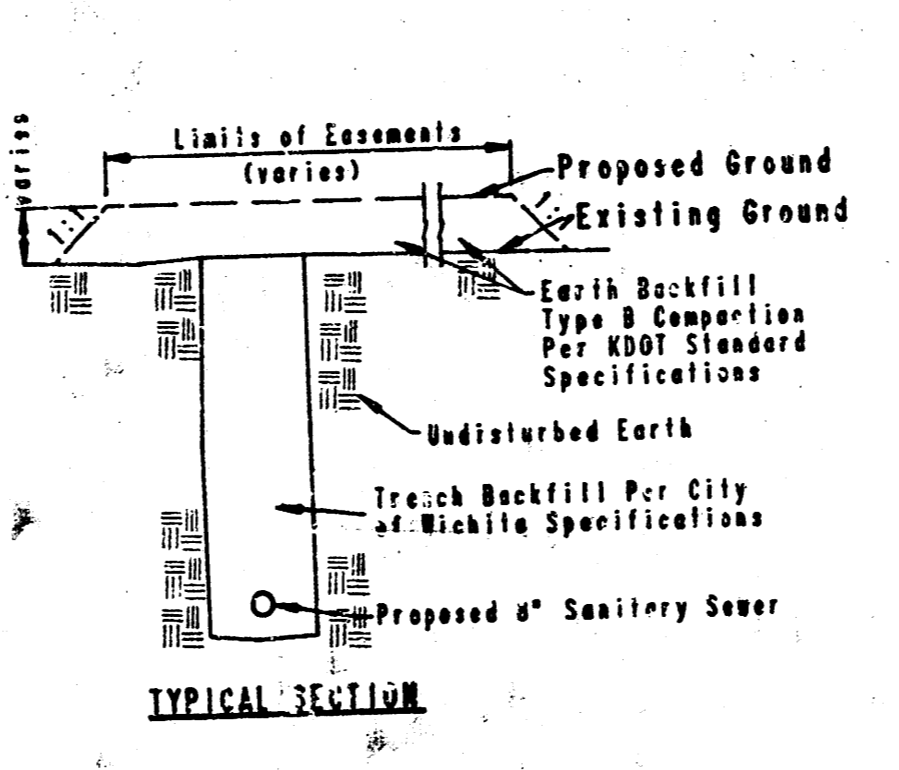 varies
Limits of Easements
(varies)
Proposed Ground
1:1
1:1
Existing Ground
Earth Backfill
Type B Compaction
Per KDOT Standard
Specifications
Undisturbed Earth
Trench Backfill Per City
of Wichita Specifications
Proposed 8" Sanitary Sewer
TYPICAL SECTION